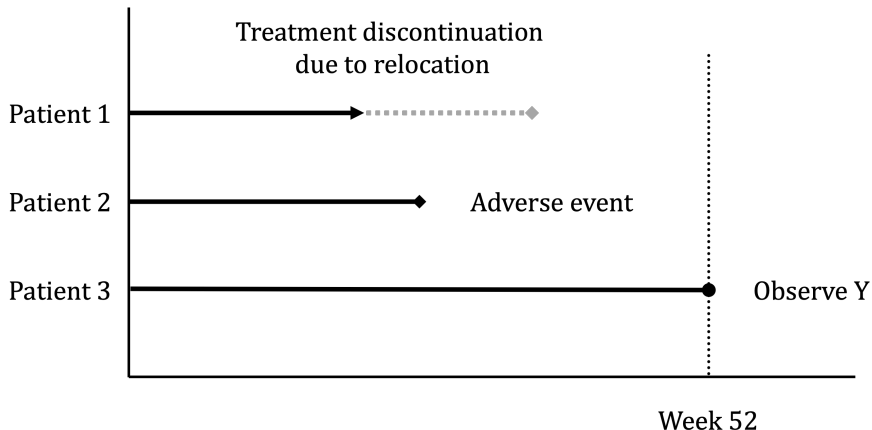 Treatment discontinuation
due to relocation
Patient 1
Patient 2
Adverse event
Patient 3
Observe Y
Week 52